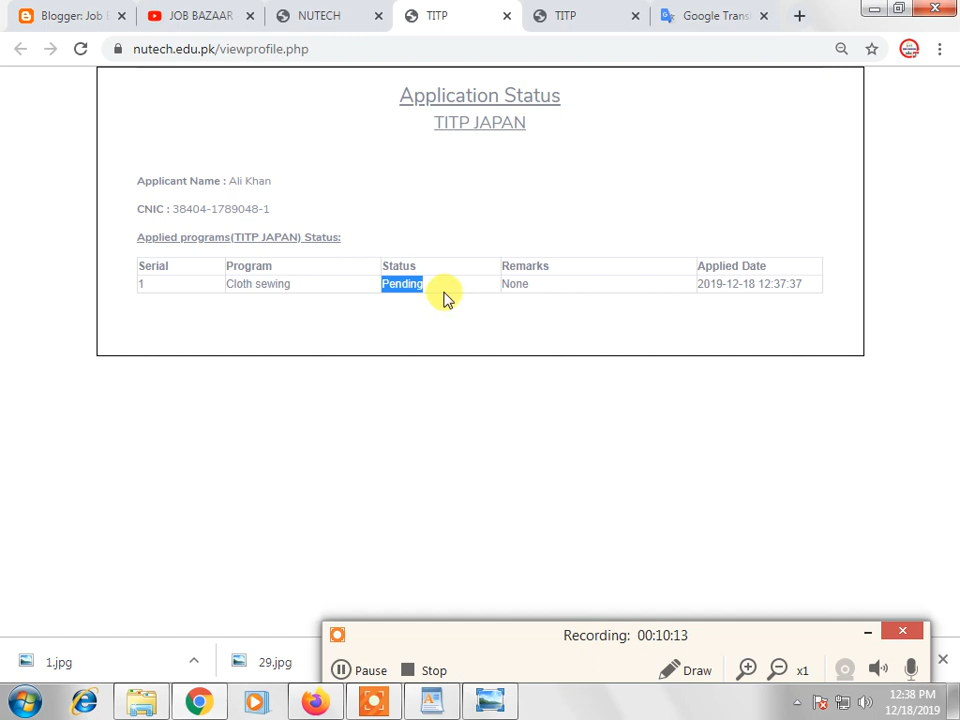 Blogger: Job
JOB BAZAAR
NUTECH
TITP
TITP
Google Trans
nutech.edu.pk/viewprofile.php
Application Status
TITP JAPAN
Applicant Name : Ali Khan
CNIC : 38404-1789048-1
Applied programs(TITP JAPAN) Status:
Serial Program Status Remarks Applied Date
1 Cloth sewing Pending None 2019-12-18 12:37:37
Recording: 00:10:13
1.jpg
29.jpg
Pause Stop Draw x1
12:38 PM
12/18/2019